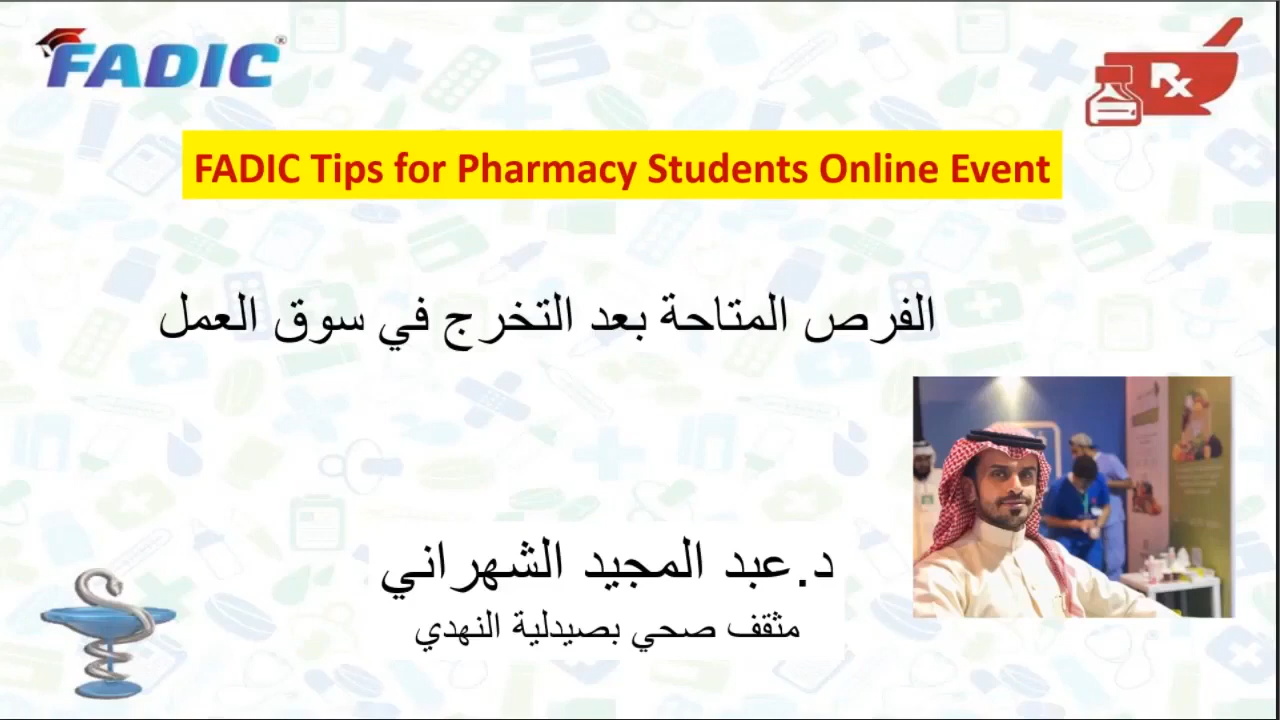 FADIC®
Rx
FADIC Tips for Pharmacy Students Online Event
الفرص المتاحة بعد التخرج في سوق العمل
د.عبد المجيد الشهراني
مثقف صحي بصيدلية النهدي